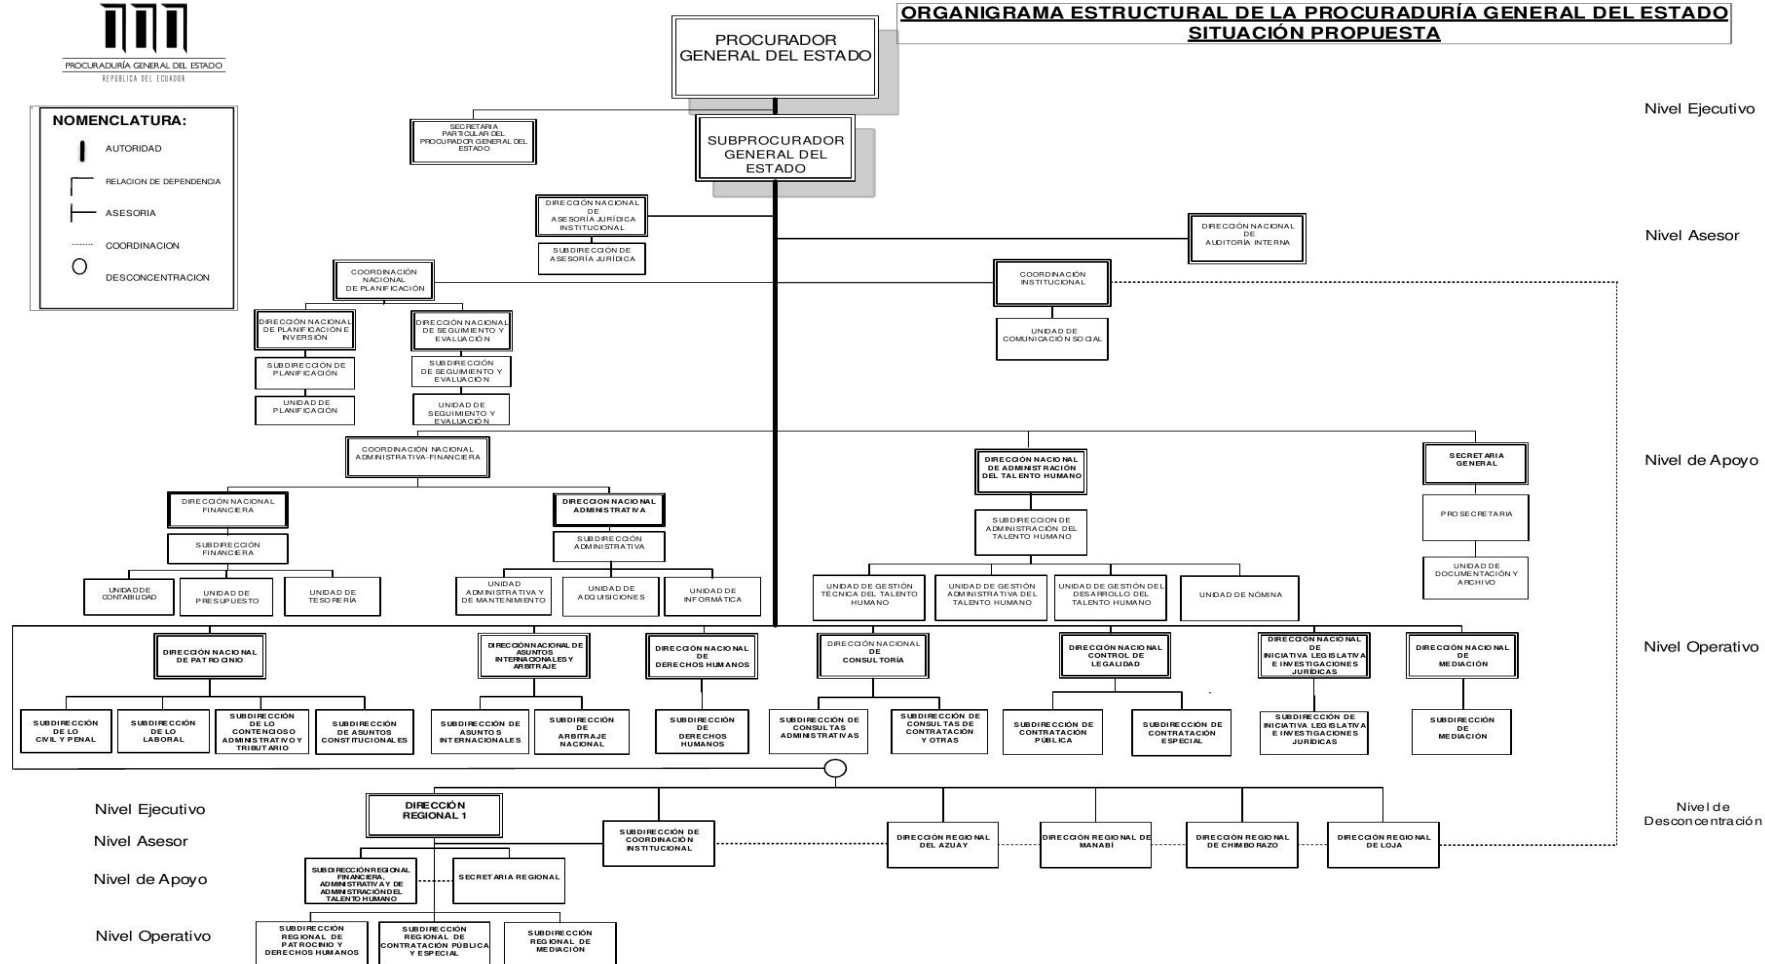 PROCURADURÍA GENERAL DEL ESTADO
REPÚBLICA DEL ECUADOR
ORGANIGRAMA ESTRUCTURAL DE LA PROCURADURÍA GENERAL DEL ESTADO
SITUACIÓN PROPUESTA
NOMENCLATURA:
AUTORIDAD
RELACION DE DEPENDENCIA
ASESORIA
COORDINACION
DESCONCENTRACION
PROCURADOR
GENERAL DEL ESTADO
Nivel Ejecutivo
SECRETARIA
PARTICULAR DEL
PROCURADOR GENERAL DEL
ESTADO
SUBPROCURADOR
GENERAL DEL
ESTADO
DIRECCIÓN NACIONAL
DE
ASESORÍA JURÍDICA
INSTITUCIONAL
SUBDIRECCIÓN DE
ASESORÍA JURÍDICA
DIRECCIÓN NACIONAL
DE
AUDITORÍA INTERNA
Nivel Asesor
COORDINACIÓN
NACIONAL
DE PLANIFICACIÓN
COORDINACIÓN
INSTITUCIONAL
DIRECCIÓN NACIONAL
DE PLANIFICACIÓN E
INVERSIÓN
DIRECCIÓN NACIONAL
DE SEGUIMIENTO Y
EVALUACIÓN
UNIDAD DE
COMUNICACIÓN SOCIAL
SUBDIRECCIÓN DE
PLANIFICACIÓN
SUBDIRECCIÓN
DE SEGUIMIENTO Y
EVALUACIÓN
UNIDAD DE
PLANIFICACIÓN
UNIDAD DE
SEGUIMIENTO Y
EVALUACIÓN
COORDINACIÓN NACIONAL
ADMINISTRATIVA-FINANCIERA
DIRECCIÓN NACIONAL
DE ADMINISTRACIÓN
DEL TALENTO HUMANO
SECRETARIA
GENERAL
Nivel de Apoyo
DIRECCIÓN NACIONAL
FINANCIERA
DIRECCION NACIONAL
ADMINISTRATIVA
SUBDIRECCION DE
ADMINISTRACIÓN DEL
TALENTO HUMANO
PROSECRETARIA
SUBDIRECCIÓN
FINANCIERA
SUBDIRECCIÓN
ADMINISTRATIVA
UNIDAD DE
DOCUMENTACIÓN Y
ARCHIVO
UNIDAD DE
CONTABILIDAD
UNIDAD DE
PRESUPUESTO
UNIDAD DE
TESORERÍA
UNIDAD
ADMINISTRATIVA Y
DE MANTENIMIENTO
UNIDAD DE
ADQUISICIONES
UNIDAD DE
INFORMÁTICA
UNIDAD DE GESTIÓN
TÉCNICA DEL TALENTO
HUMANO
UNIDAD DE GESTIÓN
ADMINISTRATIVA DEL
TALENTO HUMANO
UNIDAD DE GESTIÓN DEL
DESARROLLO DEL
TALENTO HUMANO
UNIDAD DE NÓMINA
DIRECCIÓN NACIONAL
DE PATROCINIO
DIRECCIÓN NACIONAL DE
ASUNTOS
INTERNACIONALES Y
ARBITRAJE
DIRECCIÓN NACIONAL
DE
DERECHOS HUMANOS
DIRECCIÓN NACIONAL
DE
CONSULTORÍA
DIRECCIÓN NACIONAL
CONTROL DE
LEGALIDAD
DIRECCIÓN NACIONAL
DE
INICIATIVA LEGISLATIVA
E INVESTIGACIONES
JURÍDICAS
DIRECCIÓN NACIONAL
DE
MEDIACIÓN
Nivel Operativo
SUBDIRECCIÓN
DE LO
CIVIL Y PENAL
SUBDIRECCIÓN
DE LO
LABORAL
SUBDIRECCIÓN
DE LO
CONTENCIOSO
ADMINISTRATIVO Y
TRIBUTARIO
SUBDIRECCIÓN
DE ASUNTOS
CONSTITUCIONALES
SUBDIRECCIÓN DE
ASUNTOS
INTERNACIONALES
SUBDIRECCIÓN
DE
ARBITRAJE
NACIONAL
SUBDIRECCIÓN
DE
DERECHOS
HUMANOS
SUBDIRECCIÓN DE
CONSULTAS
ADMINISTRATIVAS
SUBDIRECCIÓN DE
CONSULTAS DE
CONTRATACIÓN
Y OTRAS
SUBDIRECCIÓN DE
CONTRATACIÓN
PÚBLICA
SUBDIRECCIÓN DE
CONTRATACIÓN
ESPECIAL
SUBDIRECCIÓN DE
INICIATIVA LEGISLATIVA
E INVESTIGACIONES
JURÍDICAS
SUBDIRECCIÓN
DE
MEDIACIÓN
Nivel Ejecutivo
DIRECCIÓN
REGIONAL 1
Nivel de
Desconcentración
Nivel Asesor
SUBDIRECCIÓN DE
COORDINACIÓN
INSTITUCIONAL
DIRECCIÓN REGIONAL
DEL AZUAY
DIRECCIÓN REGIONAL DE
MANABÍ
DIRECCIÓN REGIONAL
DE CHIMBORAZO
DIRECCIÓN REGIONAL
DE LOJA
Nivel de Apoyo
SUBDIRECCIÓN REGIONAL
FINANCIERA,
ADMINISTRATIVA Y DE
ADMINISTRACIÓN DEL
TALENTO HUMANO
SECRETARIA REGIONAL
Nivel Operativo
SUBDIRECCIÓN
REGIONAL DE
PATROCINIO Y
DERECHOS HUMANOS
SUBDIRECCIÓN
REGIONAL DE
CONTRATACIÓN PÚBLICA
Y ESPECIAL
SUBDIRECCIÓN
REGIONAL DE
MEDIACIÓN